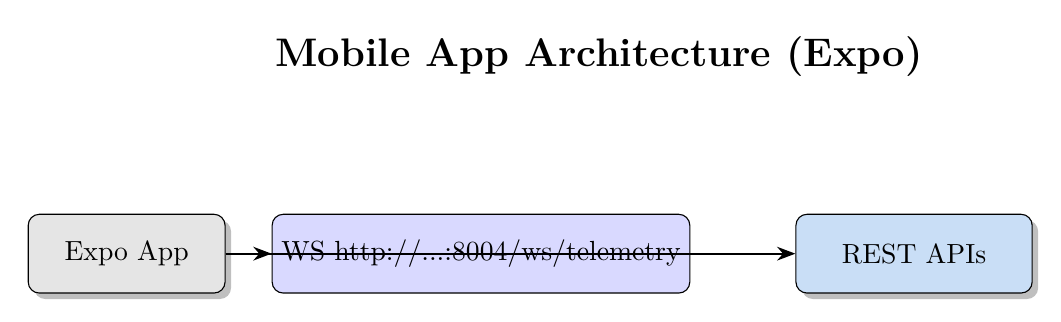 Mobile App Architecture (Expo)
Expo App
WS http://...:8004/ws/telemetry
REST APIs